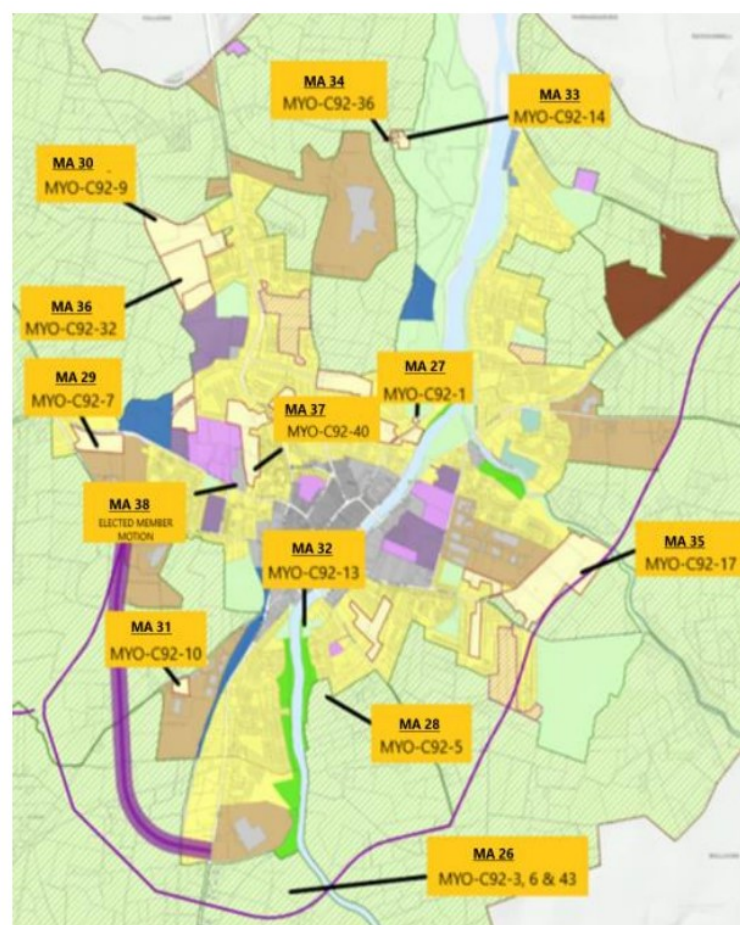 MA 34
MYO-C92-36
MA 33
MYO-C92-14
MA 30
MYO-C92-9
MA 36
MYO-C92-32
MA 29
MYO-C92-7
MA 27
MYO-C92-1
MA 37
MYO-C92-40
MA 38
ELECTED MEMBER
MOTION
MA 32
MYO-C92-13
MA 35
MYO-C92-17
MA 31
MYO-C92-10
MA 28
MYO-C92-5
MA 26
MYO-C92-3, 6 & 43